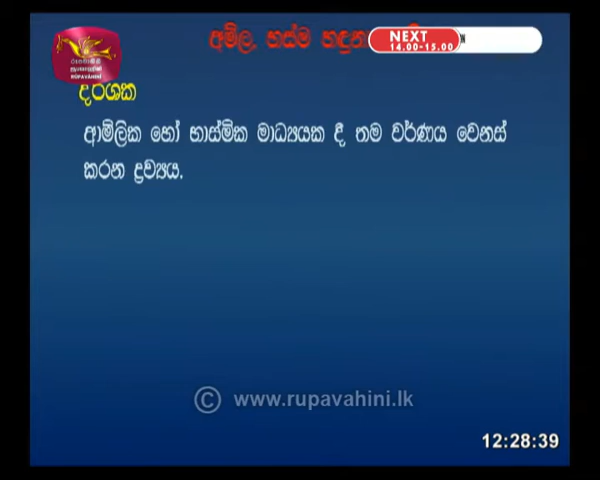 අම්ල, භස්ම හඳුන
NEXT
14.00-15.00
RUPAVAHINI
දර්ශක
ආම්ලික හෝ භාස්මික මාධ්‍යයක දී තම වර්ණය වෙනස්
කරන ද්‍රව්‍යය.
© www.rupavahini.lk
12:28:39